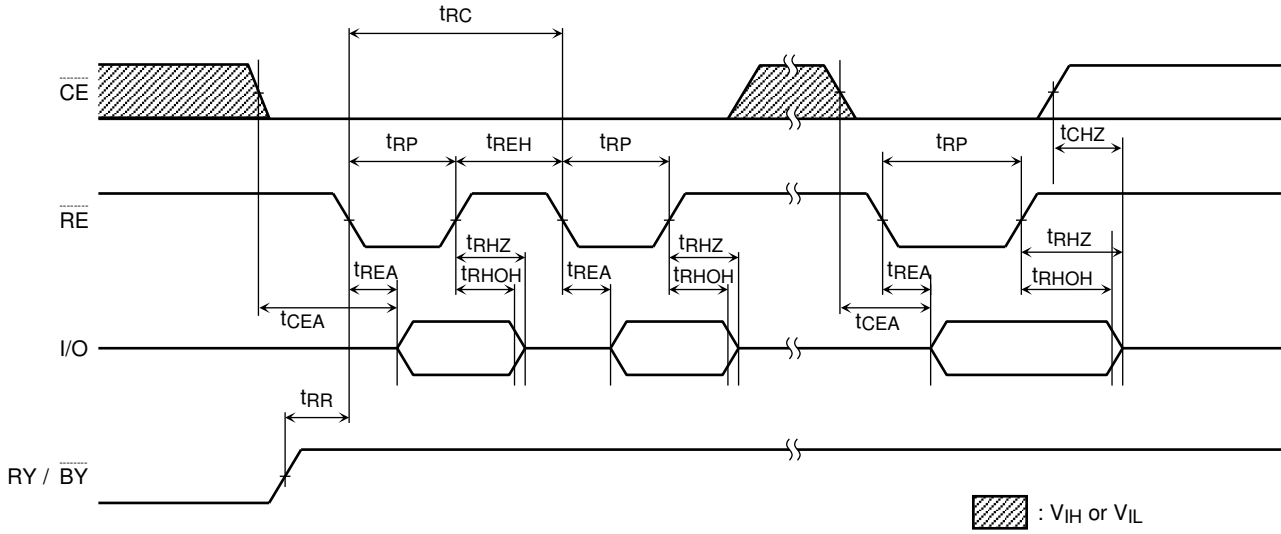 tRC
CE
tRP
tREH
tRP
tRP
tCHZ
RE
tRHZ
tRHZ
tRHZ
tREA
tRHOH
tREA
tRHOH
tREA
tRHOH
tCEA
tCEA
I/O
tRR
RY / BY
: VIH or VIL